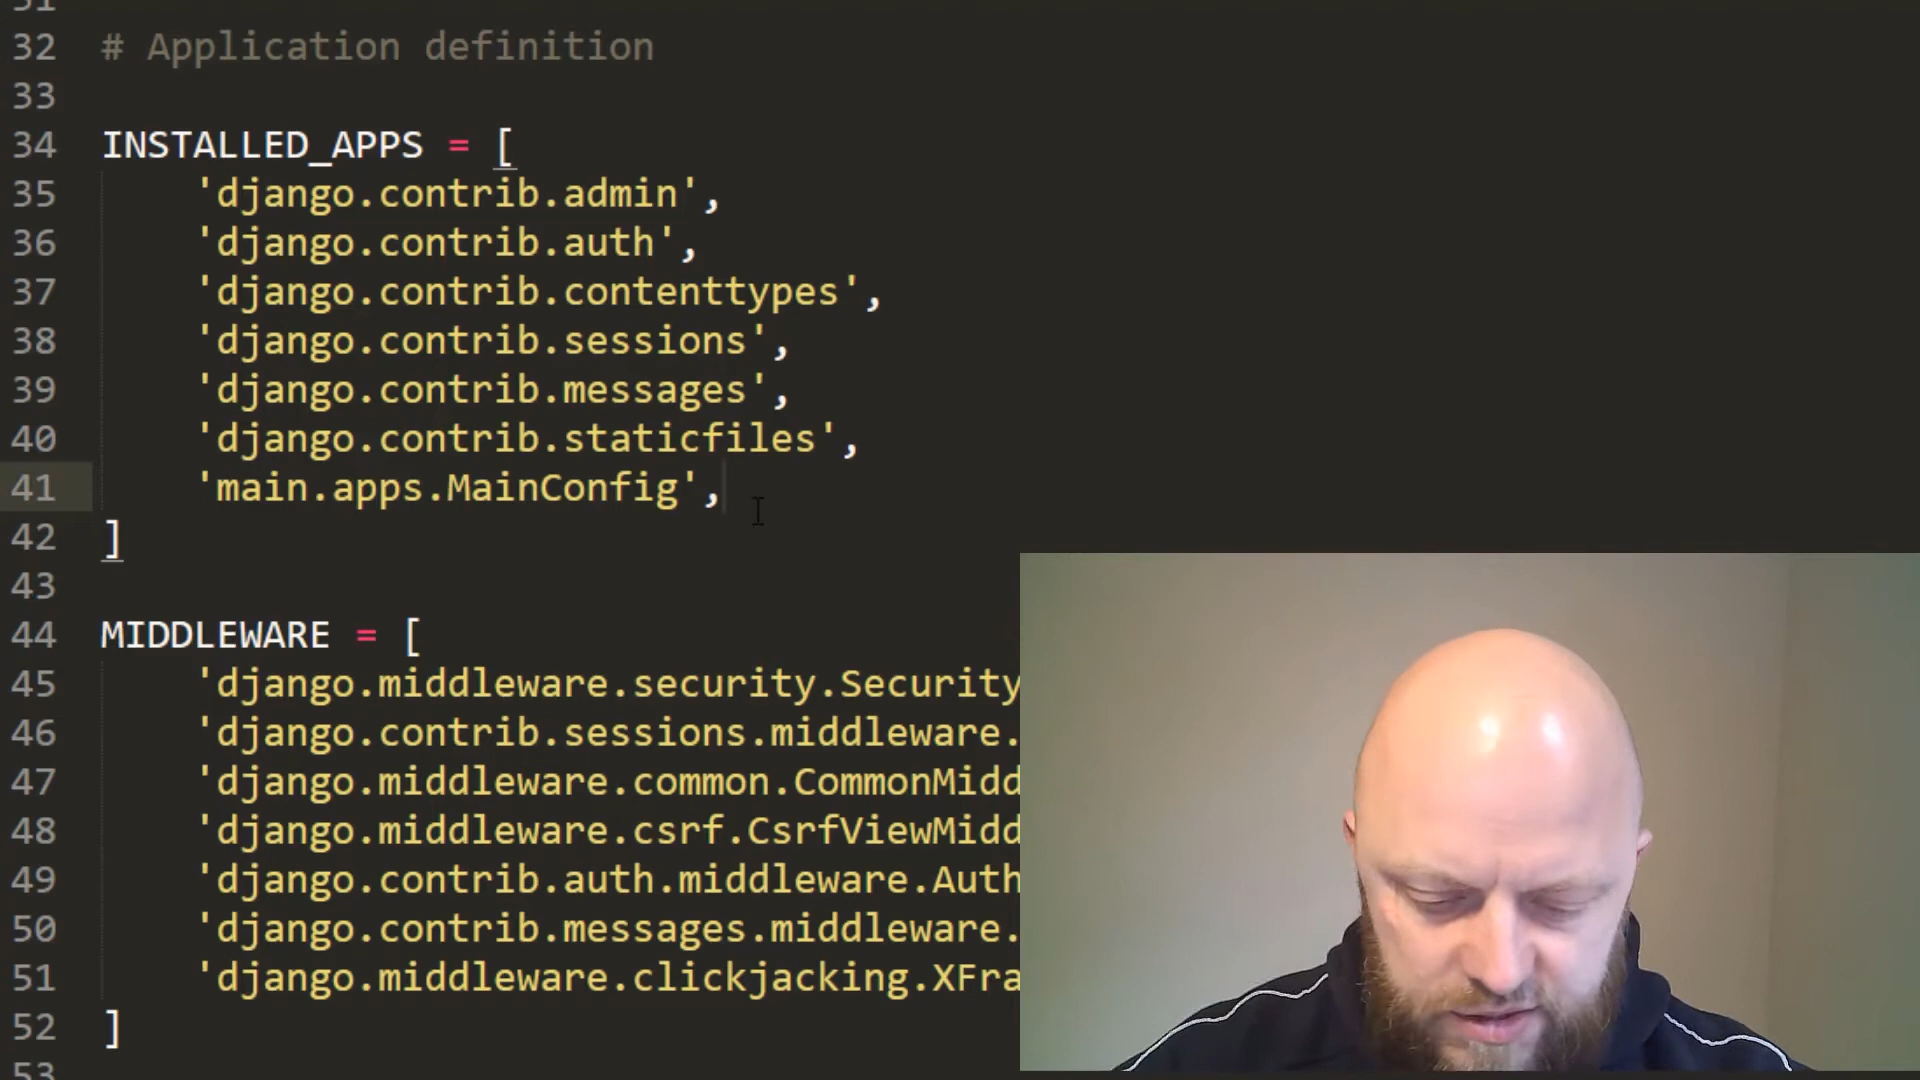 31
32 # Application definition
33
34 INSTALLED_APPS = [
35 'django.contrib.admin',
36 'django.contrib.auth',
37 'django.contrib.contenttypes',
38 'django.contrib.sessions',
39 'django.contrib.messages',
40 'django.contrib.staticfiles',
41 'main.apps.MainConfig',
42 ]
43
44 MIDDLEWARE = [
45 'django.middleware.security.Security
46 'django.contrib.sessions.middleware.
47 'django.middleware.common.CommonMidd
48 'django.middleware.csrf.CsrfViewMidd
49 'django.contrib.auth.middleware.Auth
50 'django.contrib.messages.middleware.
51 'django.middleware.clickjacking.XFra
52 ]
53